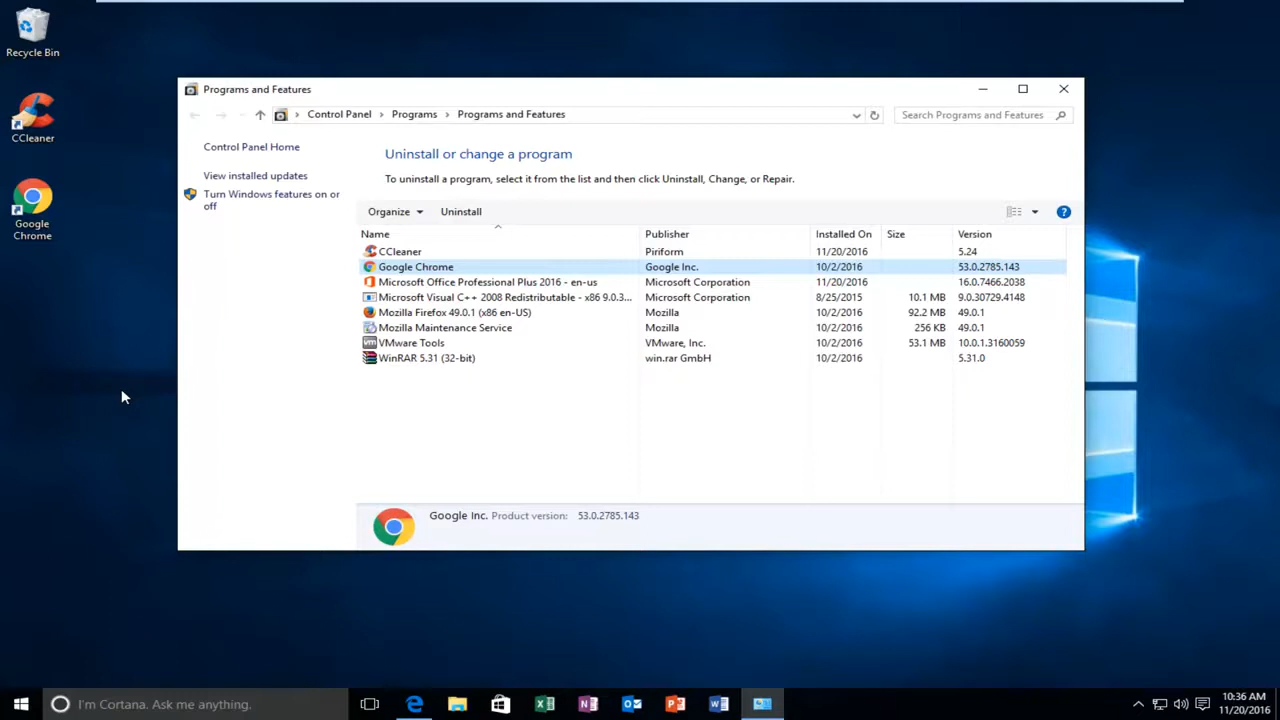 Recycle Bin
CCleaner
Google
Chrome
Programs and Features
Control Panel > Programs > Programs and Features
Search Programs and Features
Control Panel Home
View installed updates
Turn Windows features on or
off
Uninstall or change a program
To uninstall a program, select it from the list and then click Uninstall, Change, or Repair.
Organize Uninstall
Name Publisher Installed On Size Version
CCleaner Piriform 11/20/2016 5.24
Google Chrome Google Inc. 10/2/2016 53.0.2785.143
Microsoft Office Professional Plus 2016 - en-us Microsoft Corporation 11/20/2016 16.0.7466.2038
Microsoft Visual C++ 2008 Redistributable - x86 9.0.3... Microsoft Corporation 8/25/2015 10.1 MB 9.0.30729.4148
Mozilla Firefox 49.0.1 (x86 en-US) Mozilla 10/2/2016 92.2 MB 49.0.1
Mozilla Maintenance Service Mozilla 10/2/2016 256 KB 49.0.1
VMware Tools VMware, Inc. 10/2/2016 53.1 MB 10.0.1.3160059
WinRAR 5.31 (32-bit) win.rar GmbH 10/2/2016 5.31.0
Google Inc. Product version: 53.0.2785.143
I'm Cortana. Ask me anything.
10:36 AM
11/20/2016